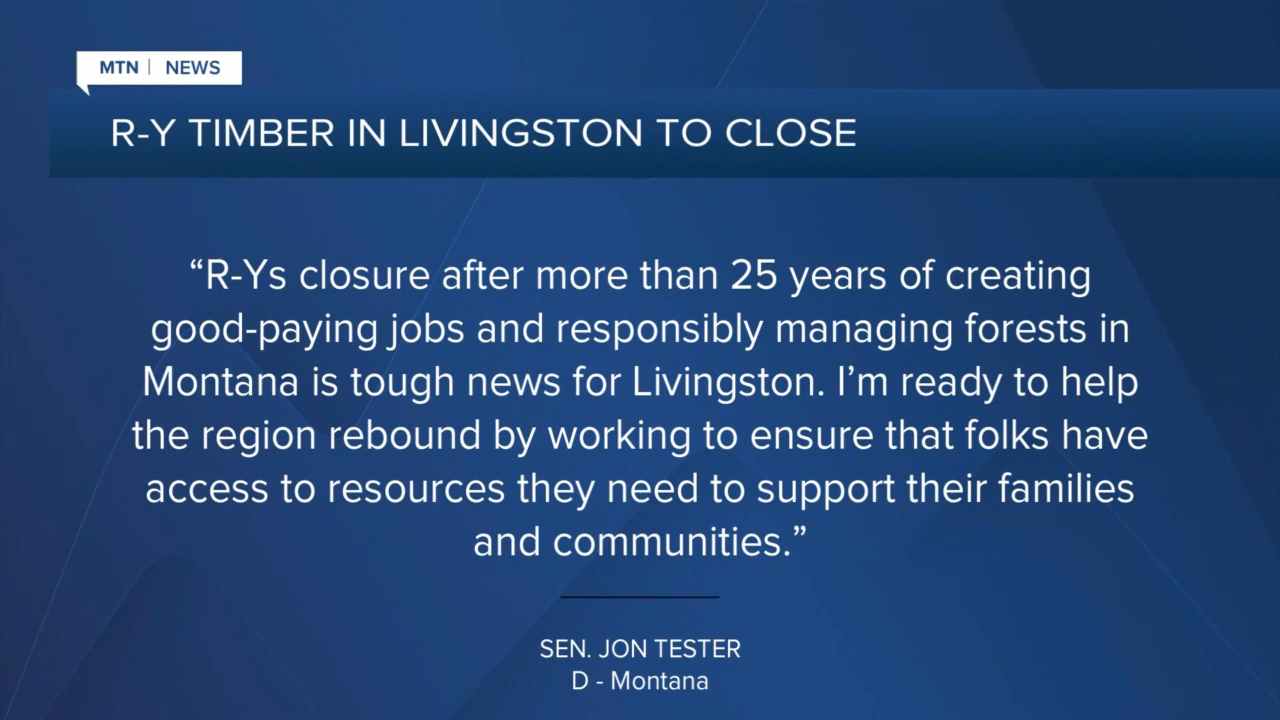 MTN | NEWS
R-Y TIMBER IN LIVINGSTON TO CLOSE
“R-Ys closure after more than 25 years of creating
good-paying jobs and responsibly managing forests in
Montana is tough news for Livingston. I’m ready to help
the region rebound by working to ensure that folks have
access to resources they need to support their families
and communities.”
SEN. JON TESTER
D - Montana